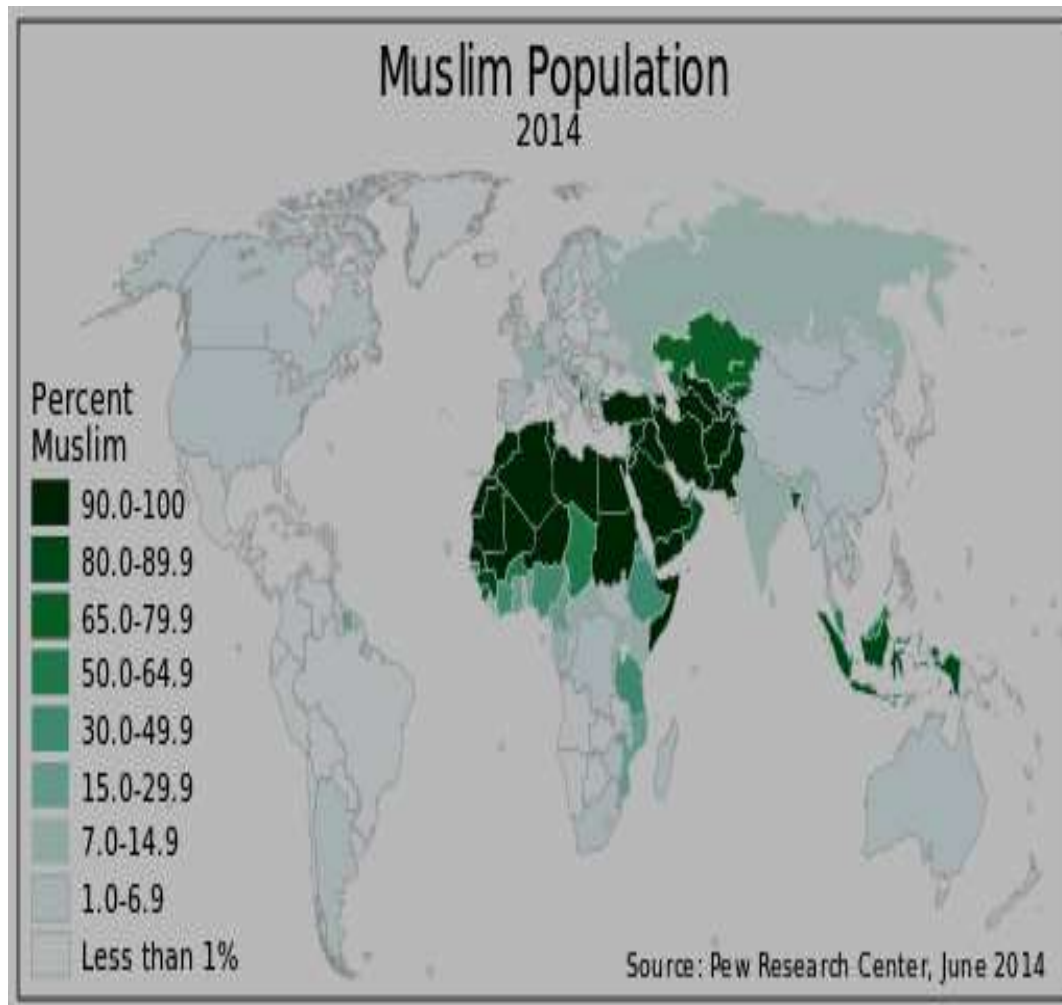 Muslim Population
2014
Percent
Muslim
90.0-100
80.0-89.9
65.0-79.9
50.0-64.9
30.0-49.9
15.0-29.9
7.0-14.9
1.0-6.9
Less than 1%
Source: Pew Research Center, June 2014